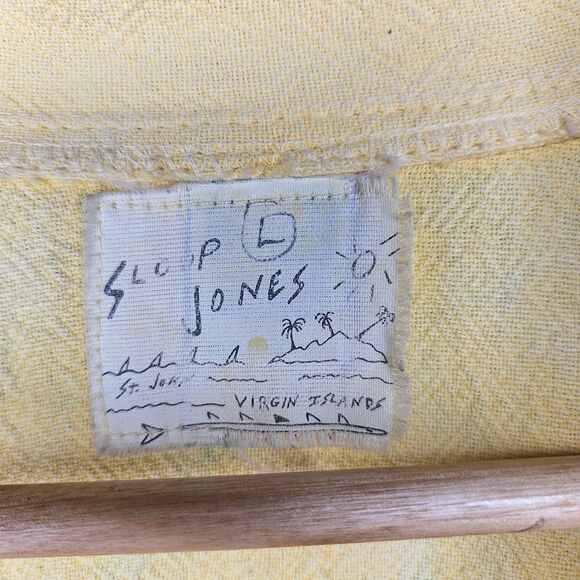 L
SLOOP
JONES
ST. JOHN
VIRGIN ISLANDS